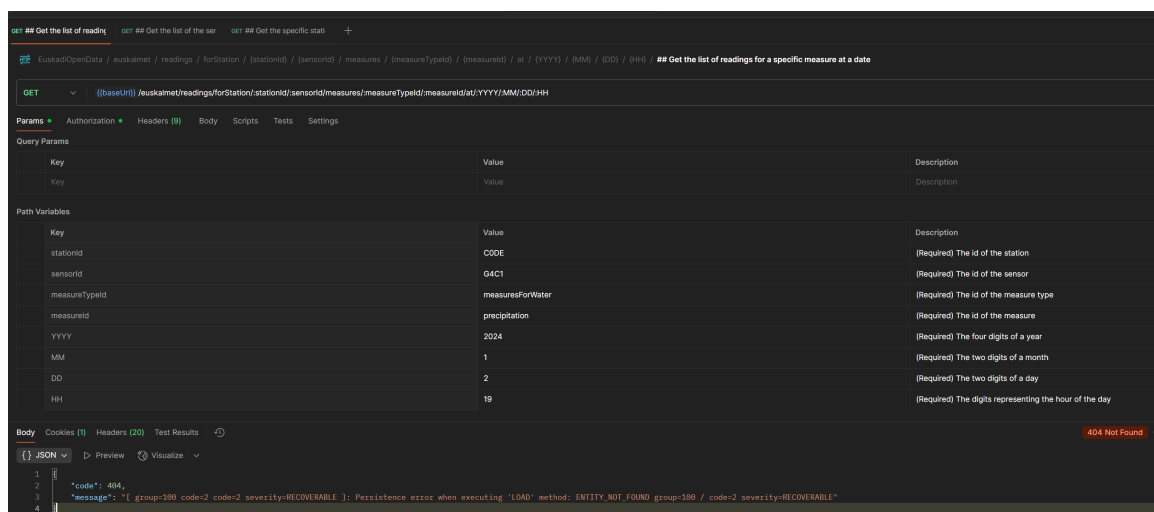 GET ## Get the list of reading GET ## Get the list of the ser GET ## Get the specific stati +
EuskadiOpenData / euskalmet / readings / forStation / {stationId} / {sensorId} / measures / {measureTypeId} / {measureId} / at / {YYYY} / {MM} / {DD} / {HH} / ## Get the list of readings for a specific measure at a date
GET {{baseUrl}} /euskalmet/readings/forStation/:stationId/:sensorId/measures/:measureTypeId/:measureId/at/:YYYY/:MM/:DD/:HH
Params Authorization Headers (9) Body Scripts Tests Settings
Query Params
Key Value Description
Key Value Description
Path Variables
Key Value Description
stationId C0DE (Required) The id of the station
sensorId G4C1 (Required) The id of the sensor
measureTypeId measuresForWater (Required) The id of the measure type
measureId precipitation (Required) The id of the measure
YYYY 2024 (Required) The four digits of a year
MM 1 (Required) The two digits of a month
DD 2 (Required) The two digits of a day
HH 19 (Required) The digits representing the hour of the day
Body Cookies (1) Headers (20) Test Results 404 Not Found
{} JSON Preview Visualize
1 {
2 "code": 404,
3 "message": "[ group=100 code=2 code=2 severity=RECOVERABLE ]: Persistence error when executing 'LOAD' method: ENTITY_NOT_FOUND group=100 / code=2 severity=RECOVERABLE"
4 }